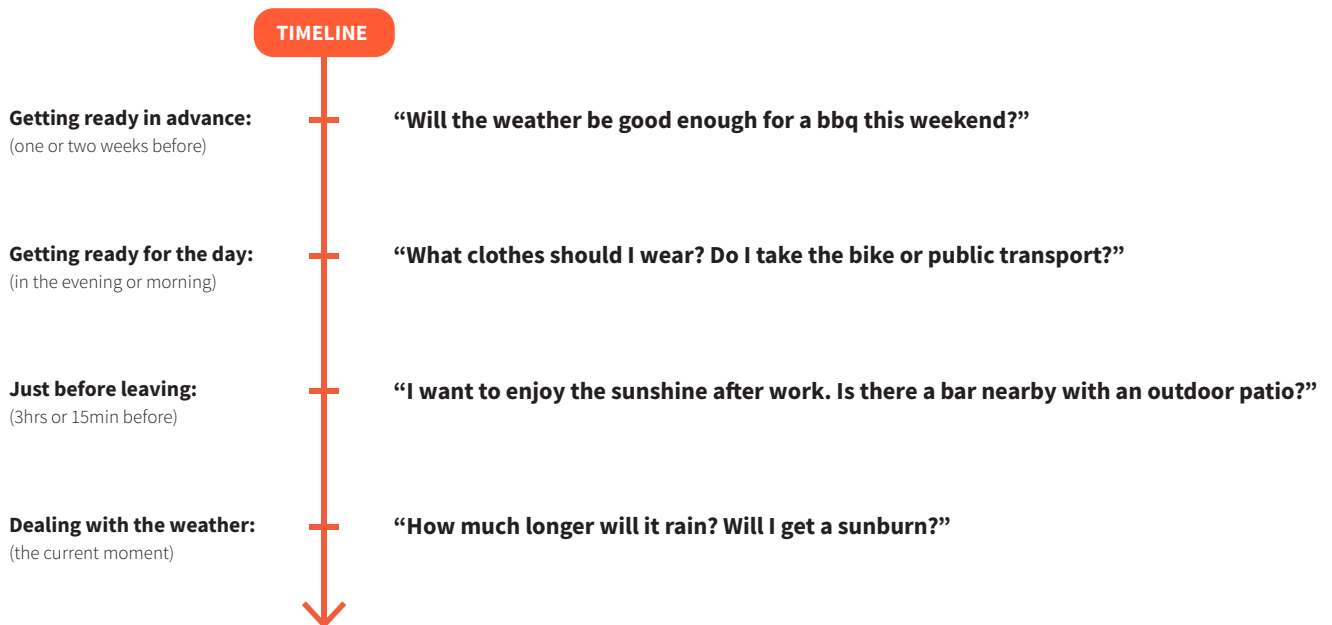 TIMELINE
Getting ready in advance:
(one or two weeks before)
“Will the weather be good enough for a bbq this weekend?”
Getting ready for the day:
(in the evening or morning)
“What clothes should I wear? Do I take the bike or public transport?”
Just before leaving:
(3hrs or 15min before)
“I want to enjoy the sunshine after work. Is there a bar nearby with an outdoor patio?”
Dealing with the weather:
(the current moment)
“How much longer will it rain? Will I get a sunburn?”